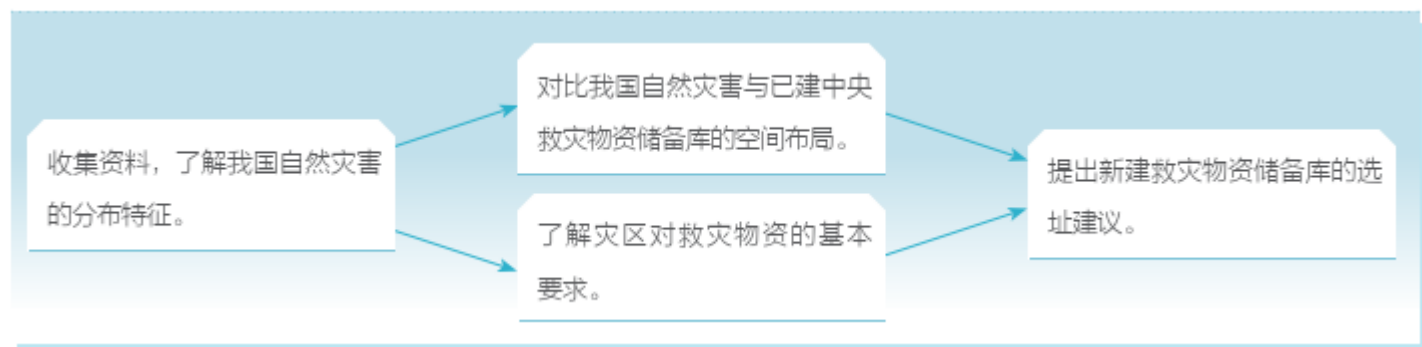 收集资料，了解我国自然灾害
的分布特征。
对比我国自然灾害与已建中央
救灾物资储备库的空间布局。
了解灾区对救灾物资的基本
要求。
提出新建救灾物资储备库的选
址建议。